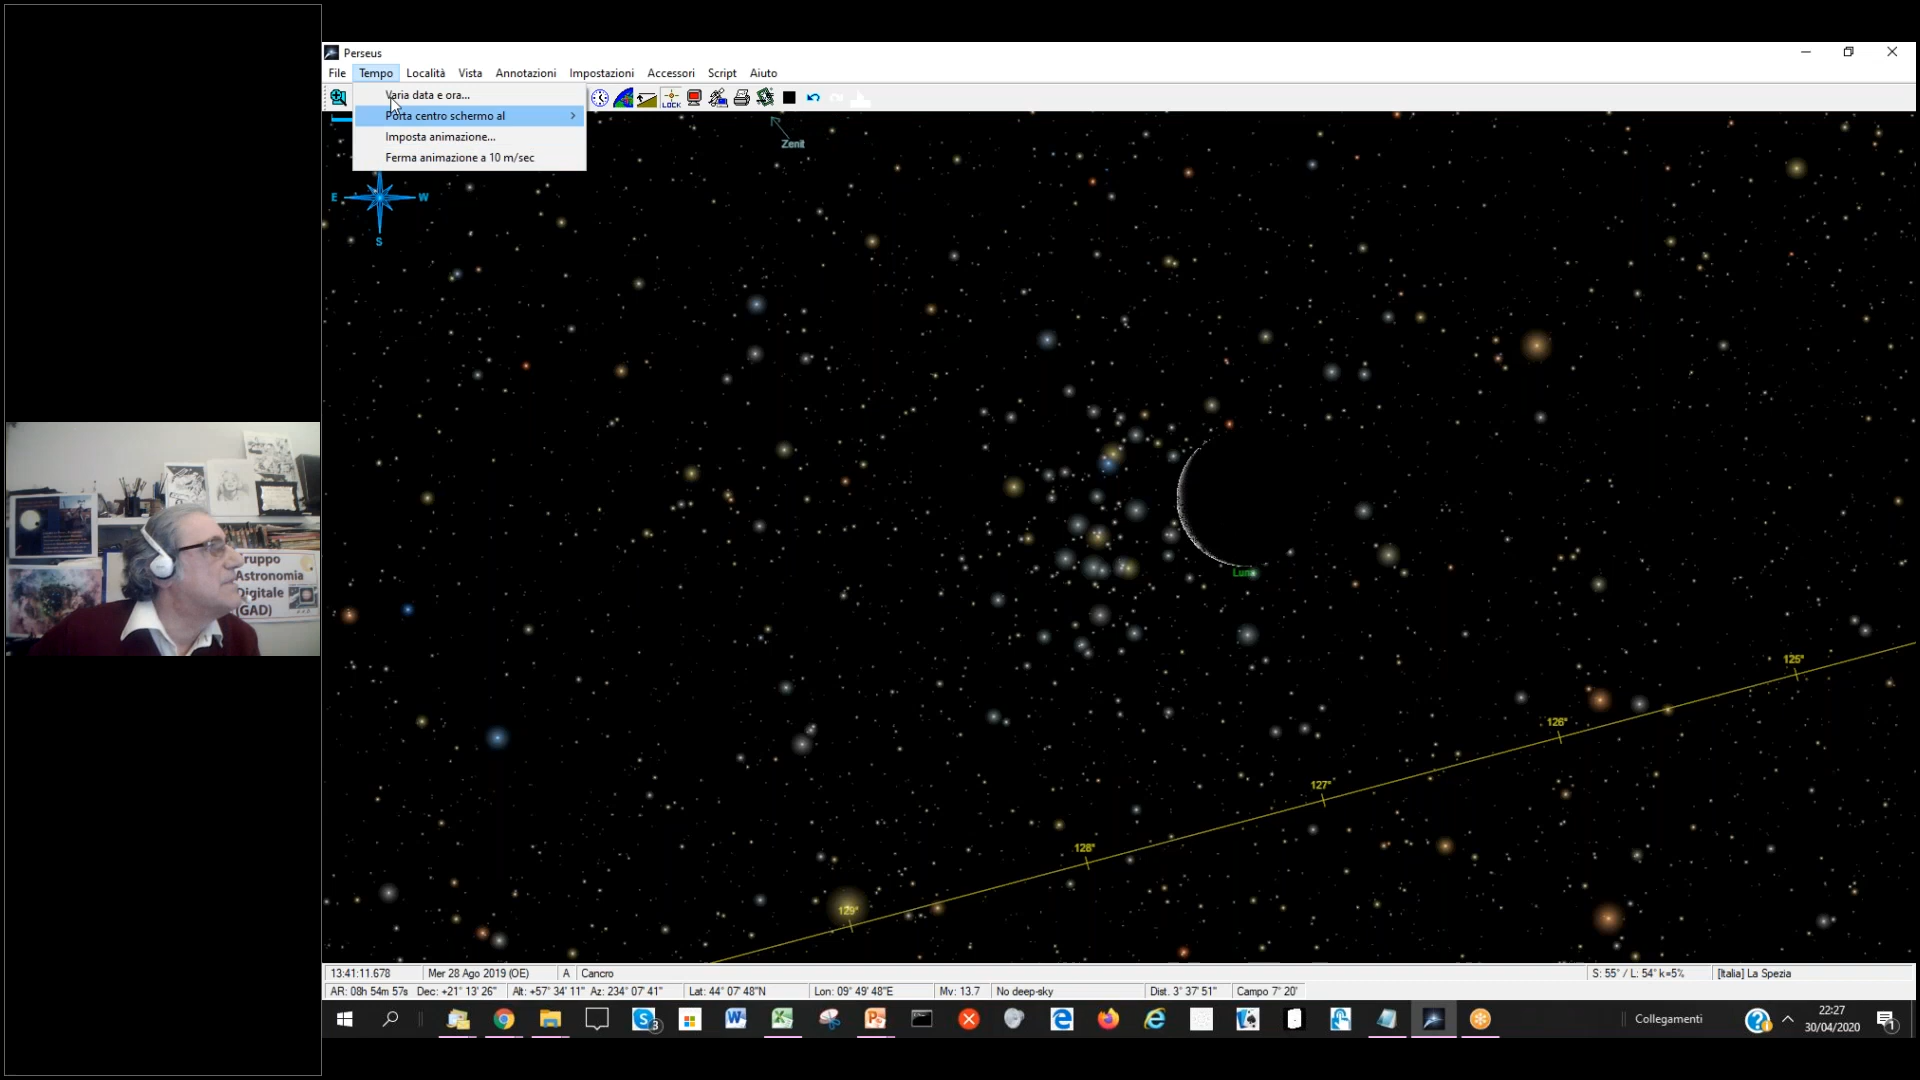 Perseus
File Tempo Località Vista Annotazioni Impostazioni Accessori Script Aiuto
Varia data e ora...
Porta centro schermo al
Imposta animazione...
Ferma animazione a 10 m/sec
LOCK
Zenit
E W
S
Luna
125°
126°
127°
128°
129°
ruppo
Astronomia
Digitale
(GAD)
13:41:11.678 Mer 28 Ago 2019 (OE) A Cancro S: 55° / L: 54° k=5% [Italia] La Spezia
AR: 08h 54m 57s Dec: +21° 13' 26" Alt: +57° 34' 11" Az: 234° 07' 41" Lat: 44° 07' 48"N Lon: 09° 49' 48"E Mv: 13.7 No deep-sky Dist. 3° 37' 51" Campo 7° 20'
3
Collegamenti
22:27
30/04/2020
1